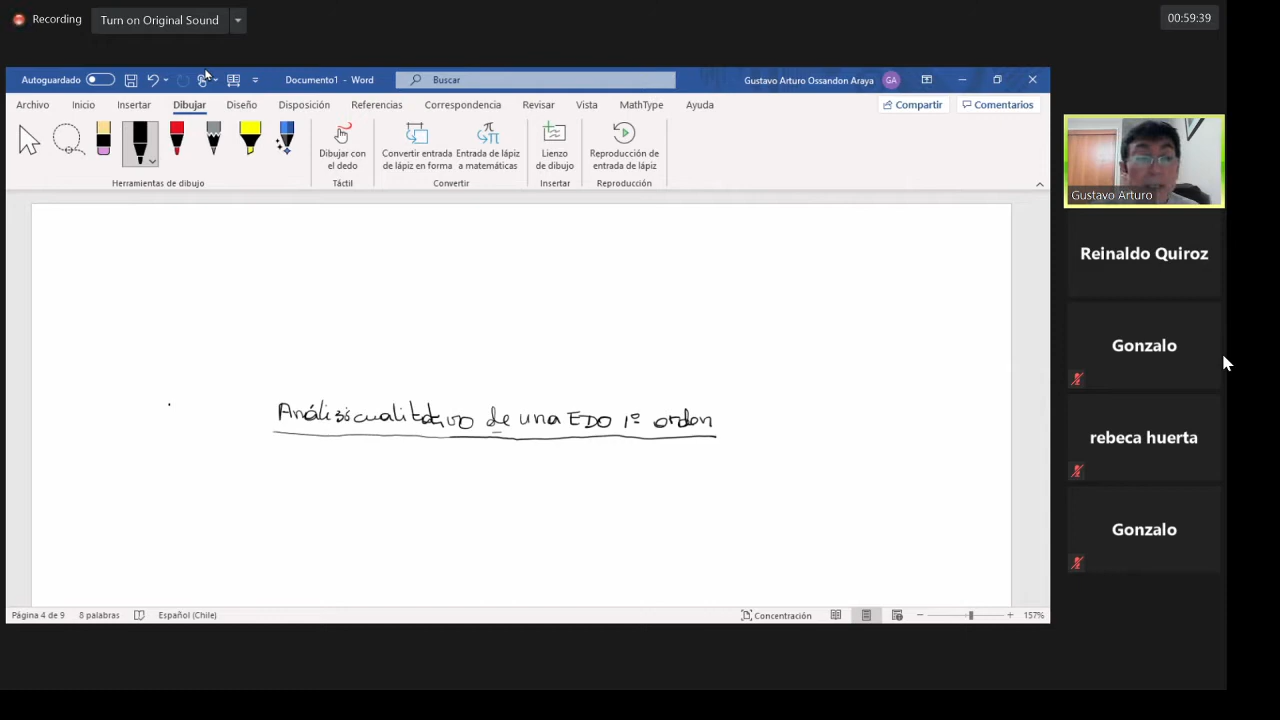 Recording
Turn on Original Sound
00:59:39
Autoguardado
Documento1 - Word
Buscar
Gustavo Arturo Ossandon Araya
GA
Archivo Inicio Insertar Dibujar Diseño Disposición Referencias Correspondencia Revisar Vista MathType Ayuda
Compartir
Comentarios
Dibujar con el dedo
Convertir entrada de lápiz en forma
Entrada de lápiz a matemáticas
Lienzo de dibujo
Reproducción de entrada de lápiz
Herramientas de dibujo
Táctil
Convertir
Insertar
Reproducción
Análisis cualitativo de una EDO 1º orden
Página 4 de 9
8 palabras
Español (Chile)
Concentración
157%
Gustavo Arturo
Reinaldo Quiroz
Gonzalo
rebeca huerta
Gonzalo